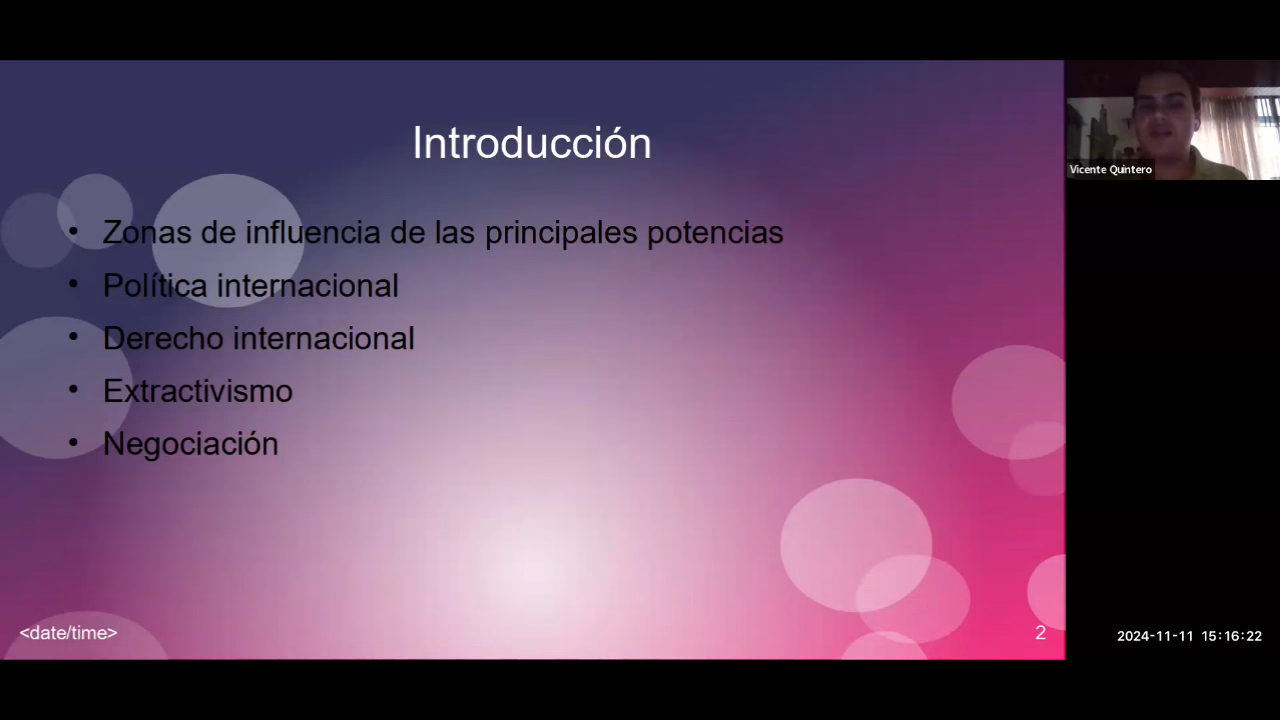 Introducción
Vicente Quintero
• Zonas de influencia de las principales potencias
• Política internacional
• Derecho internacional
• Extractivismo
• Negociación
<date/time>
2
2024-11-11 15:16:22